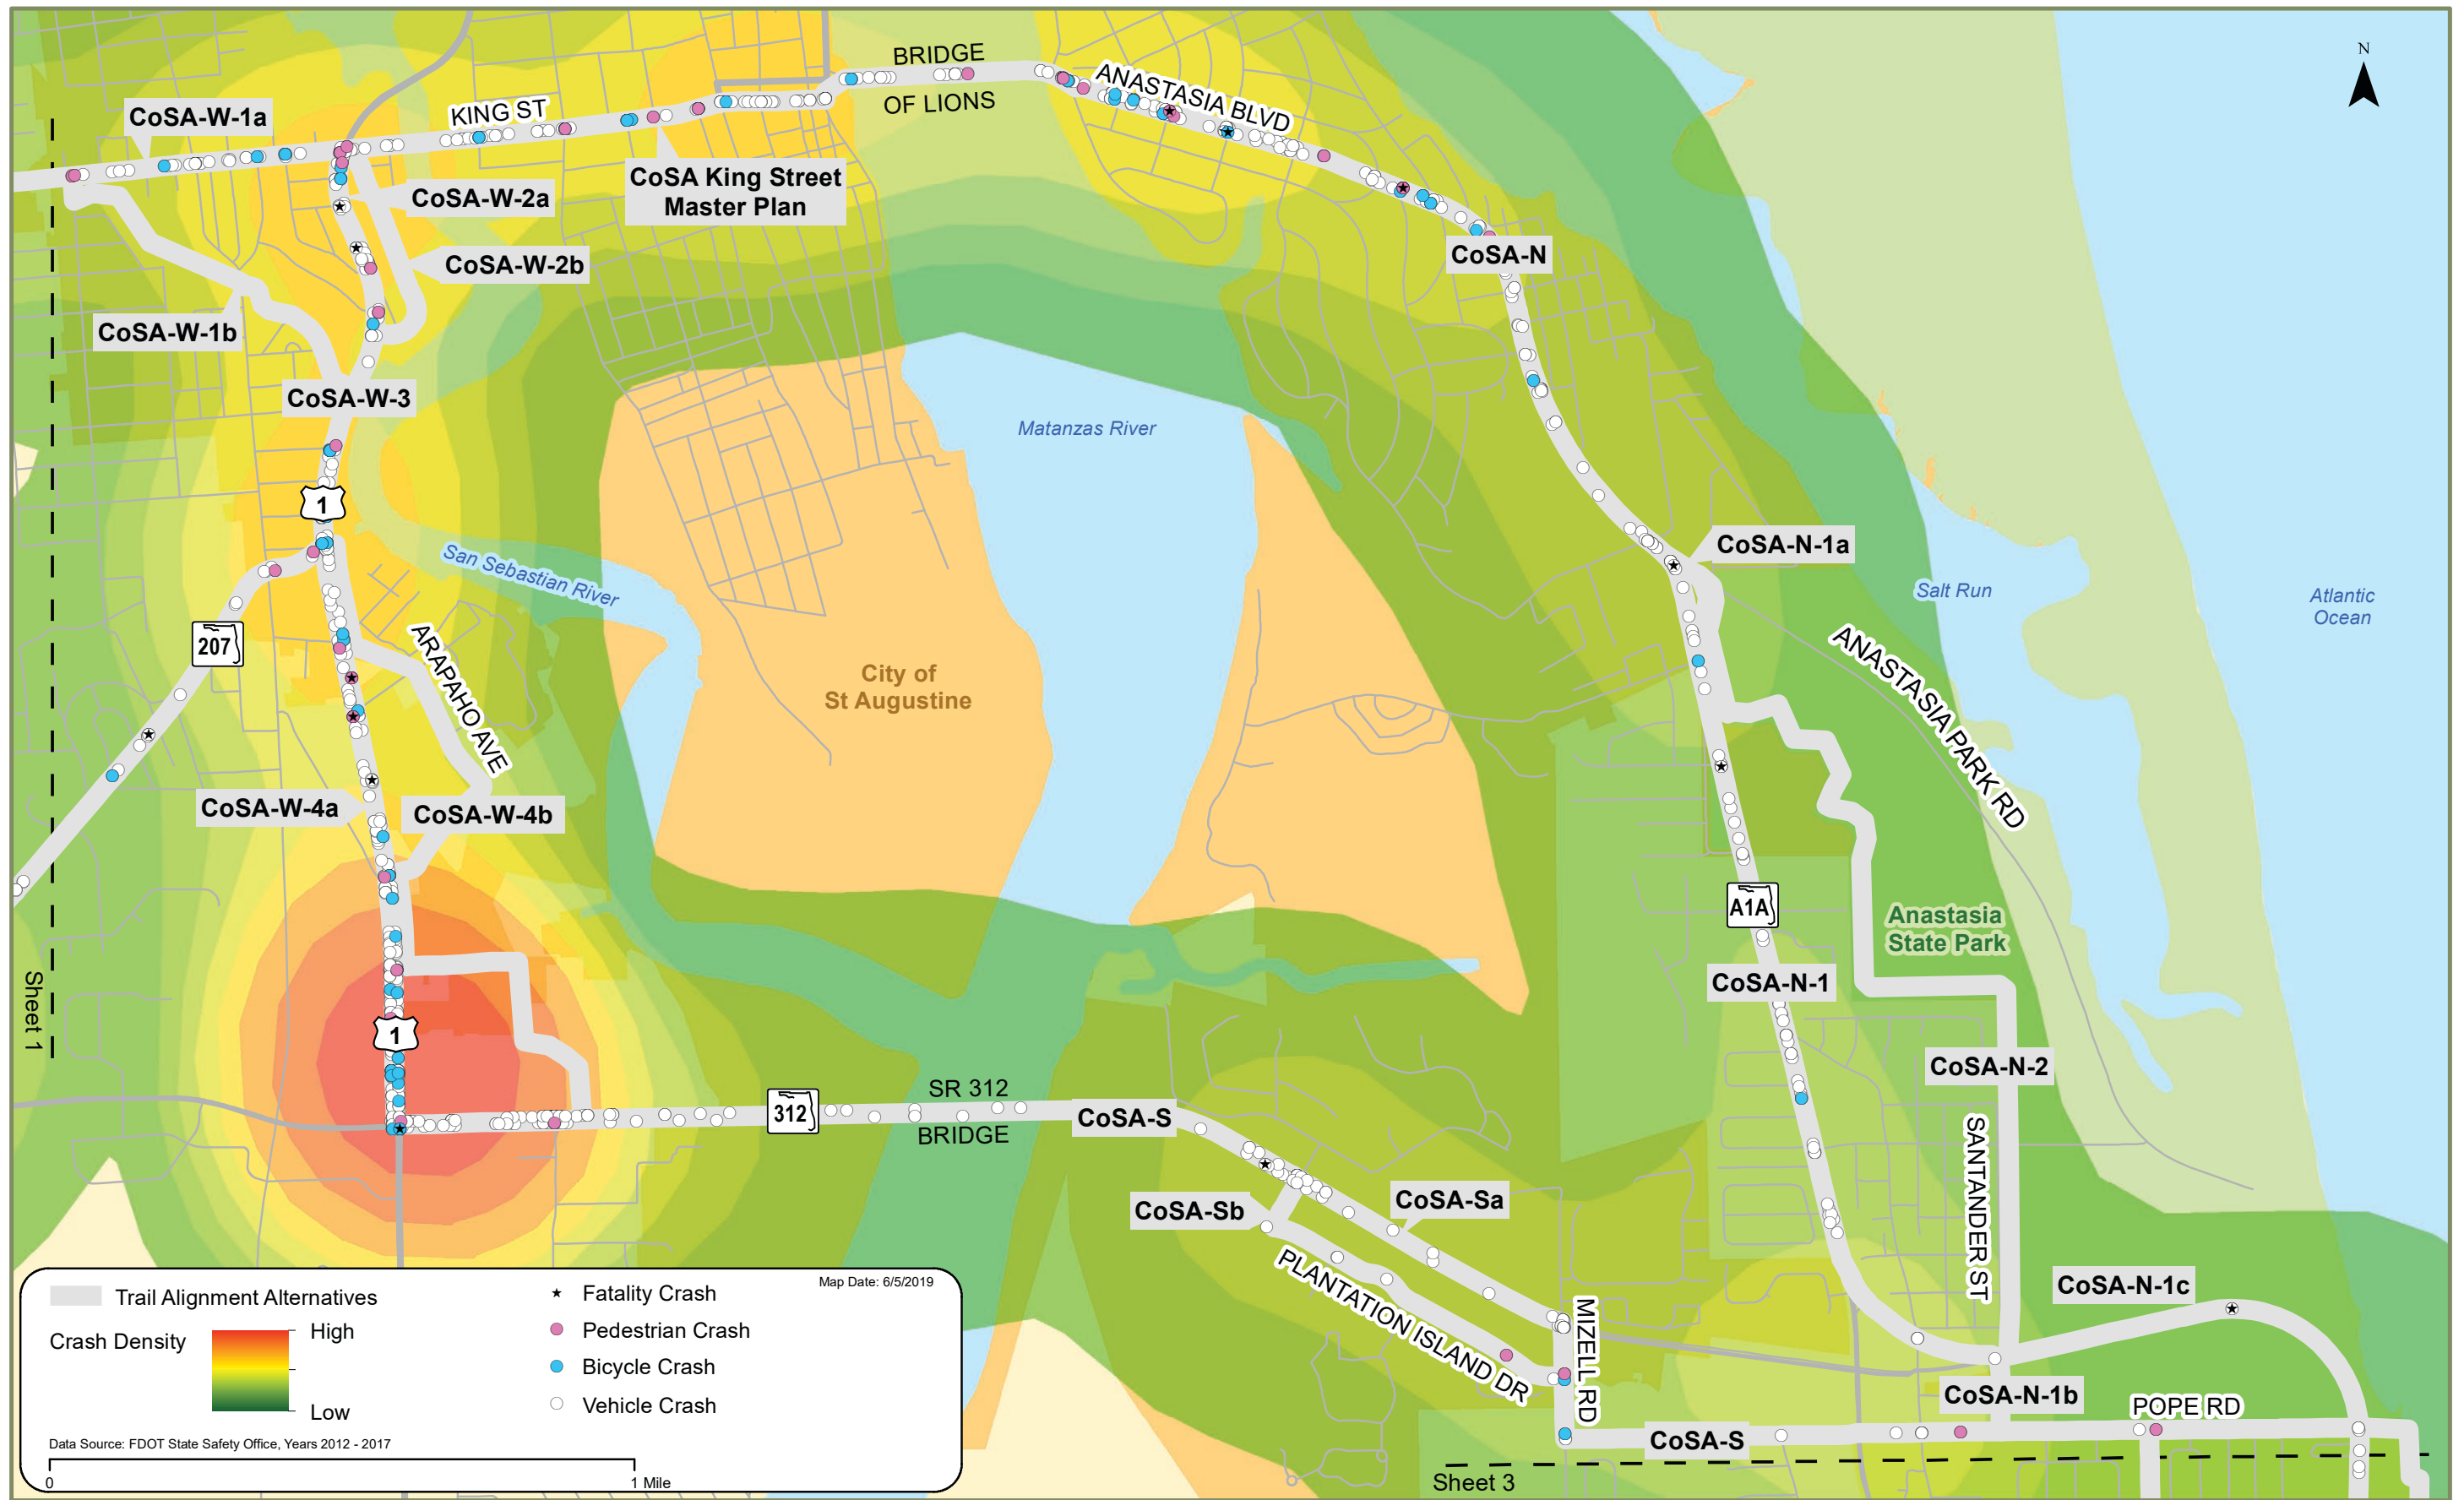 N
BRIDGE
OF LIONS
ANASTASIA BLVD
KING ST
CoSA-W-1a
CoSA King Street
Master Plan
CoSA-W-2a
CoSA-W-2b
CoSA-N
CoSA-W-1b
CoSA-W-3
Matanzas River
1
San Sebastian River
CoSA-N-1a
Salt Run
Atlantic
Ocean
207
ARAPAHO AVE
City of
St Augustine
ANASTASIA PARK RD
CoSA-W-4a
CoSA-W-4b
A1A
Anastasia
State Park
CoSA-N-1
Sheet 1
1
CoSA-N-2
SR 312
312
BRIDGE
CoSA-S
SANTANDER ST
CoSA-Sb
CoSA-Sa
PLANTATION ISLAND DR
MIZELL RD
CoSA-N-1c
CoSA-N-1b
POPE RD
CoSA-S
Sheet 3
Map Date: 6/5/2019
Trail Alignment Alternatives
Crash Density
High
Low
Fatality Crash
Pedestrian Crash
Bicycle Crash
Vehicle Crash
Data Source: FDOT State Safety Office, Years 2012 - 2017
0
1 Mile